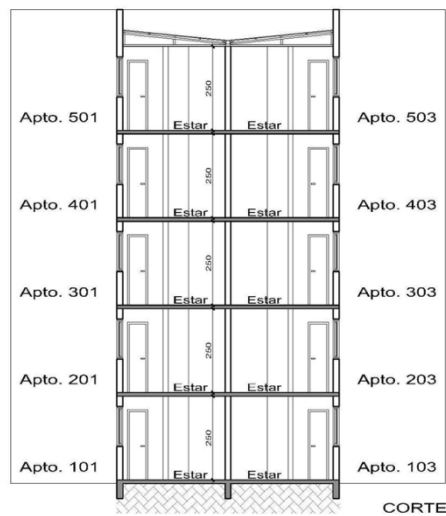 250
Apto. 501
Estar
Estar
Apto. 503
250
Apto. 401
Estar
Estar
Apto. 403
250
Apto. 301
Estar
Estar
Apto. 303
250
Apto. 201
Estar
Estar
Apto. 203
250
Apto. 101
Estar
Estar
Apto. 103
CORTE